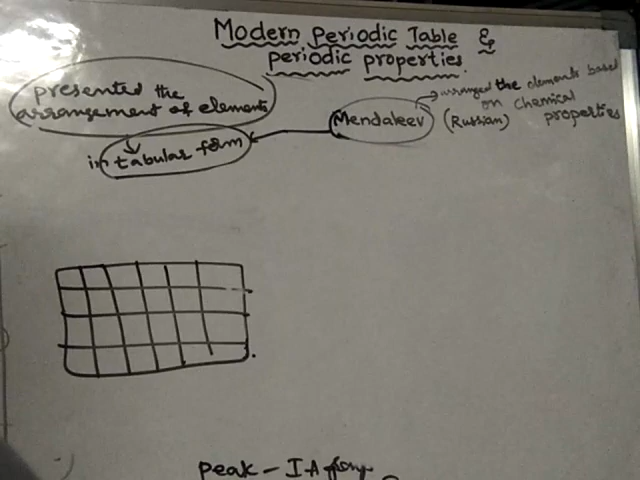 Modern Periodic Table &
periodic properties.
presented the
arrangement of elements
in tabular form
Mendaleev
(Russian)
arranged the elements based
on chemical
properties
peak - IA